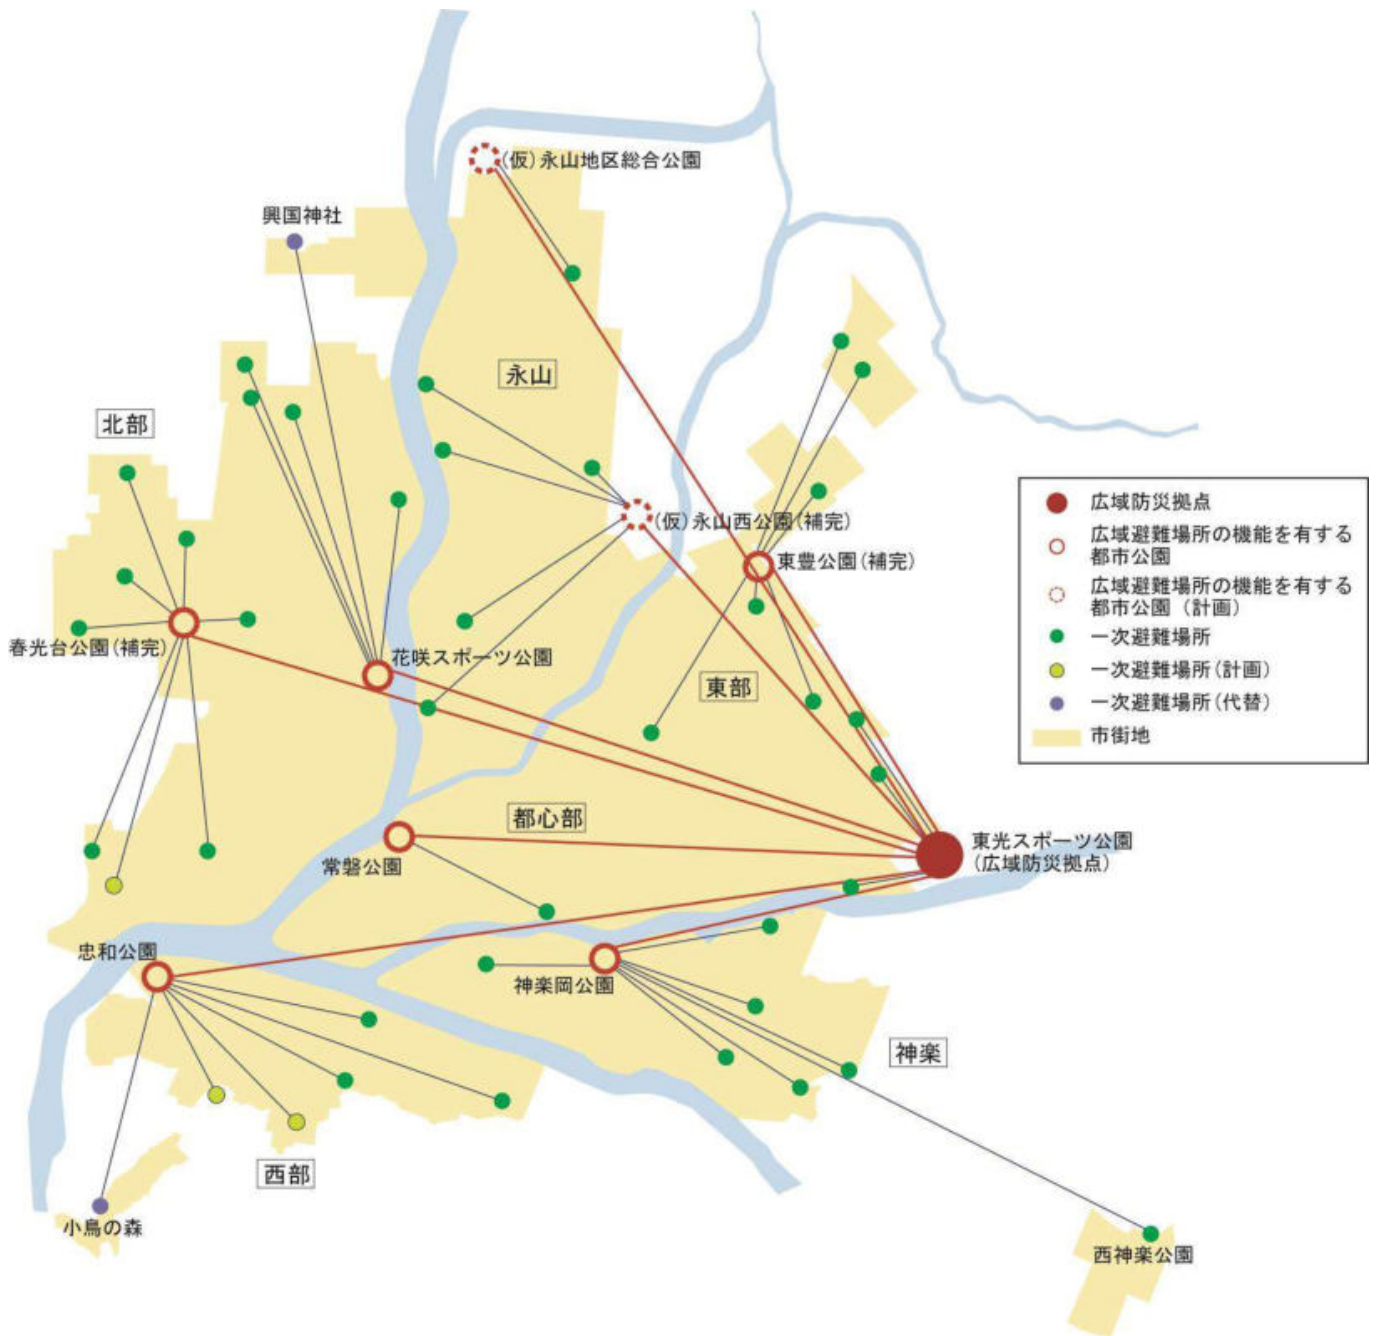 (仮)永山地区総合公園
興国神社
永山
北部
(仮)永山西公園(補完)
東豊公園(補完)
春光台公園(補完)
花咲スポーツ公園
東部
都心部
常磐公園
東光スポーツ公園
(広域防災拠点)
忠和公園
神楽岡公園
神楽
西部
小鳥の森
西神楽公園
広域防災拠点
広域避難場所の機能を有する
都市公園
広域避難場所の機能を有する
都市公園(計画)
一次避難場所
一次避難場所(計画)
一次避難場所(代替)
市街地